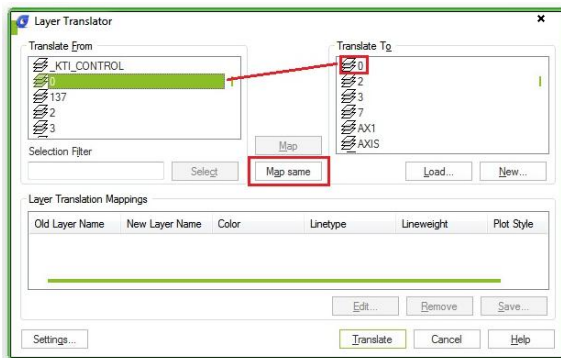 Layer Translator
Translate From
Translate To
_KTI_CONTROL
0
137
2
3
0
2
3
7
AX1
AXIS
Selection Filter
Map
Select
Map same
Load...
New...
Layer Translation Mappings
Old Layer Name New Layer Name Color Linetype Lineweight Plot Style
Edit... Remove Save...
Settings... Translate Cancel Help